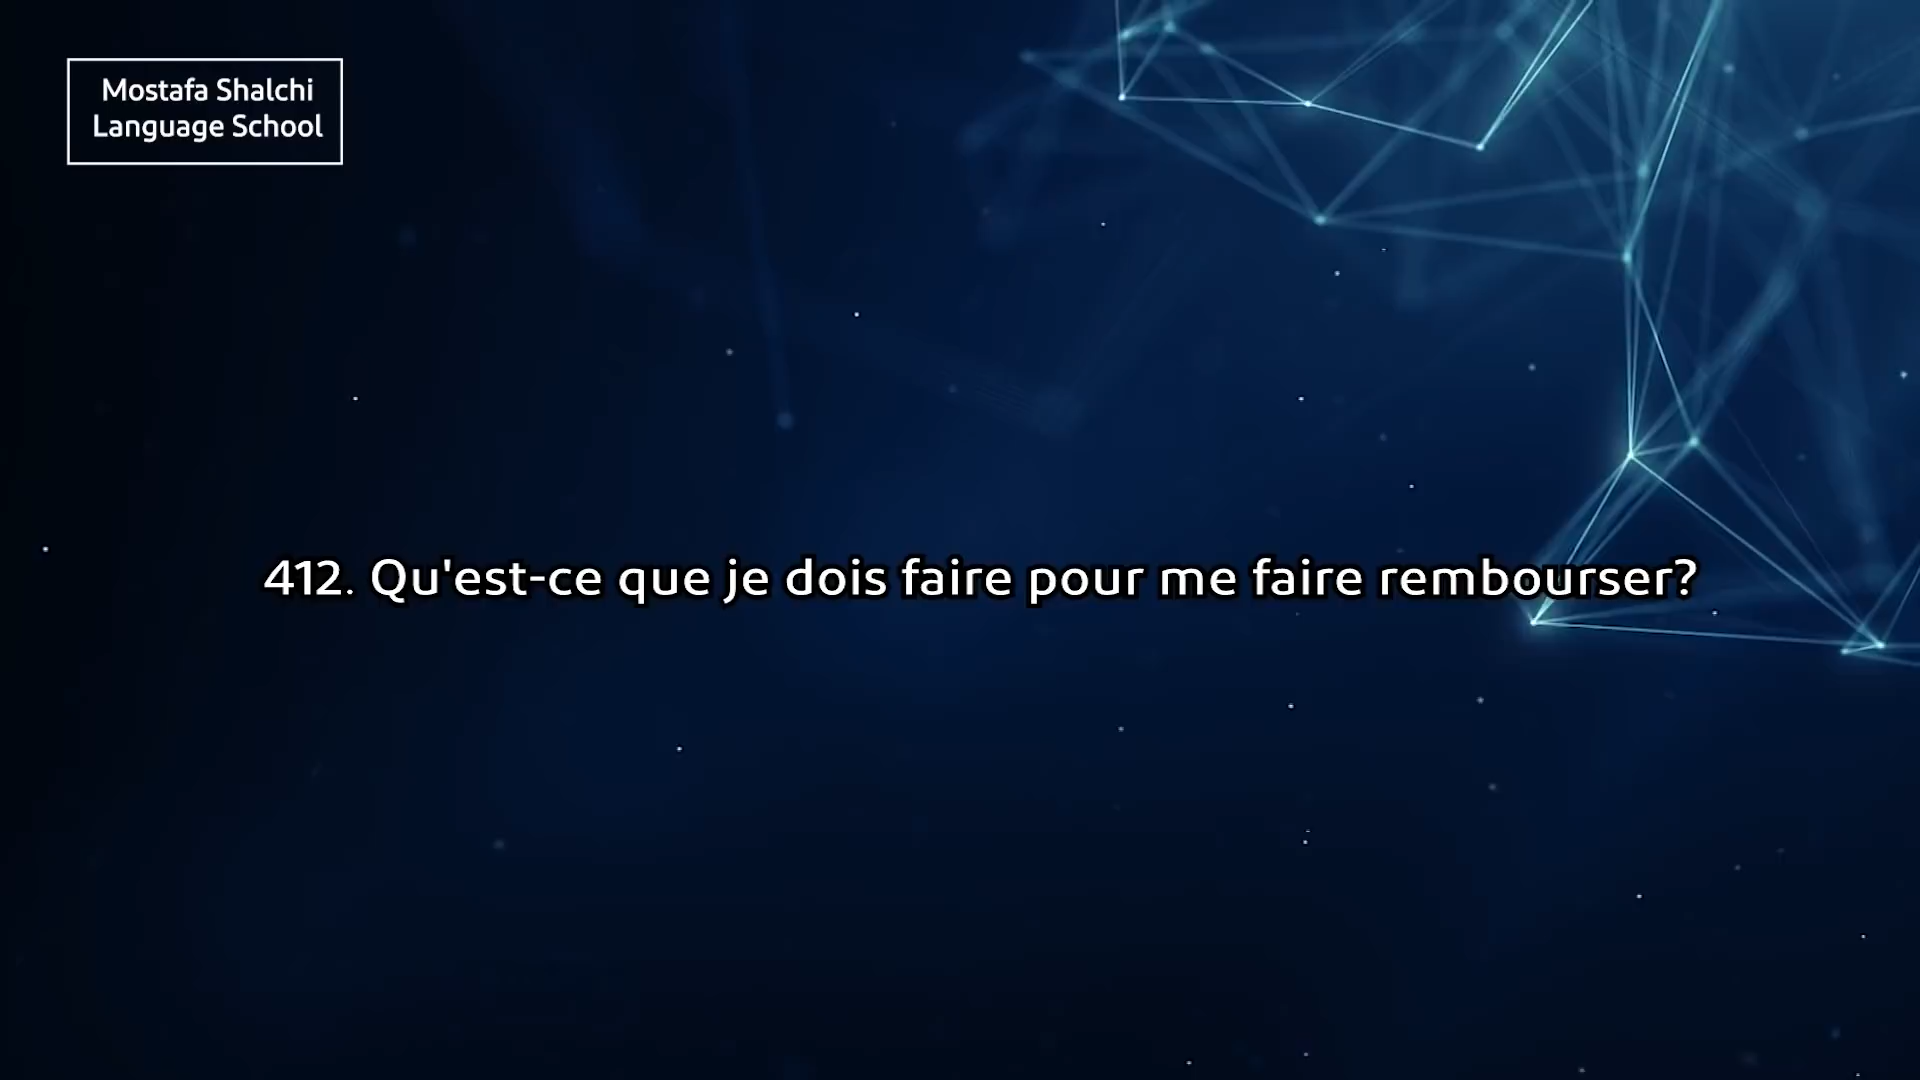 Mostafa Shalchi
Language School
412. Qu'est-ce que je dois faire pour me faire rembourser?